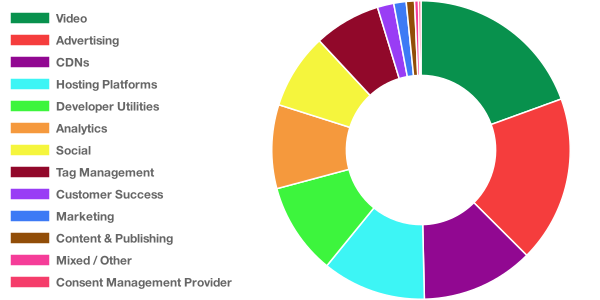 Video
Advertising
CDNs
Hosting Platforms
Developer Utilities
Analytics
Social
Tag Management
Customer Success
Marketing
Content & Publishing
Mixed / Other
Consent Management Provider